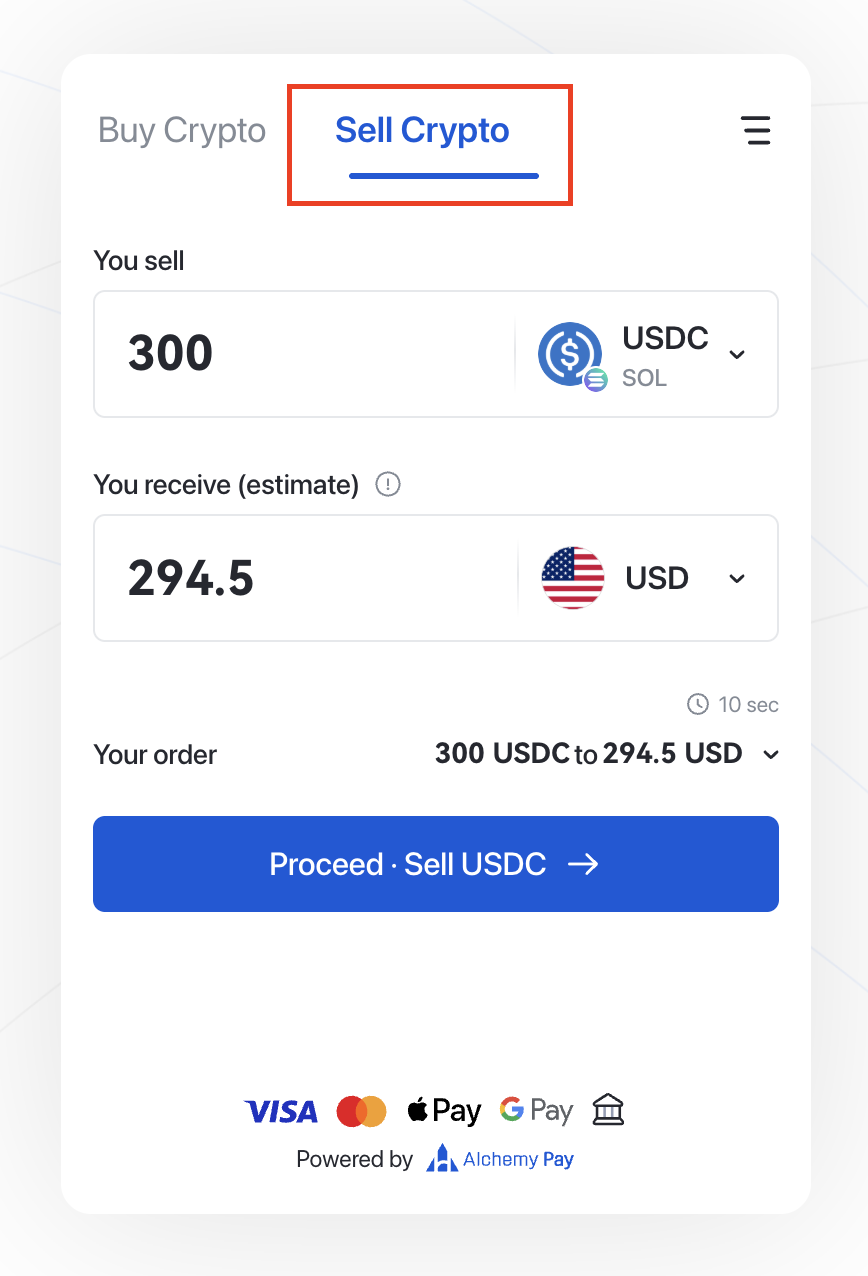 Buy Crypto Sell Crypto
You sell
300 USDC
SOL
You receive (estimate)
294.5 USD
10 sec
Your order 300 USDC to 294.5 USD
Proceed · Sell USDC →
VISA Pay G Pay
Powered by Alchemy Pay